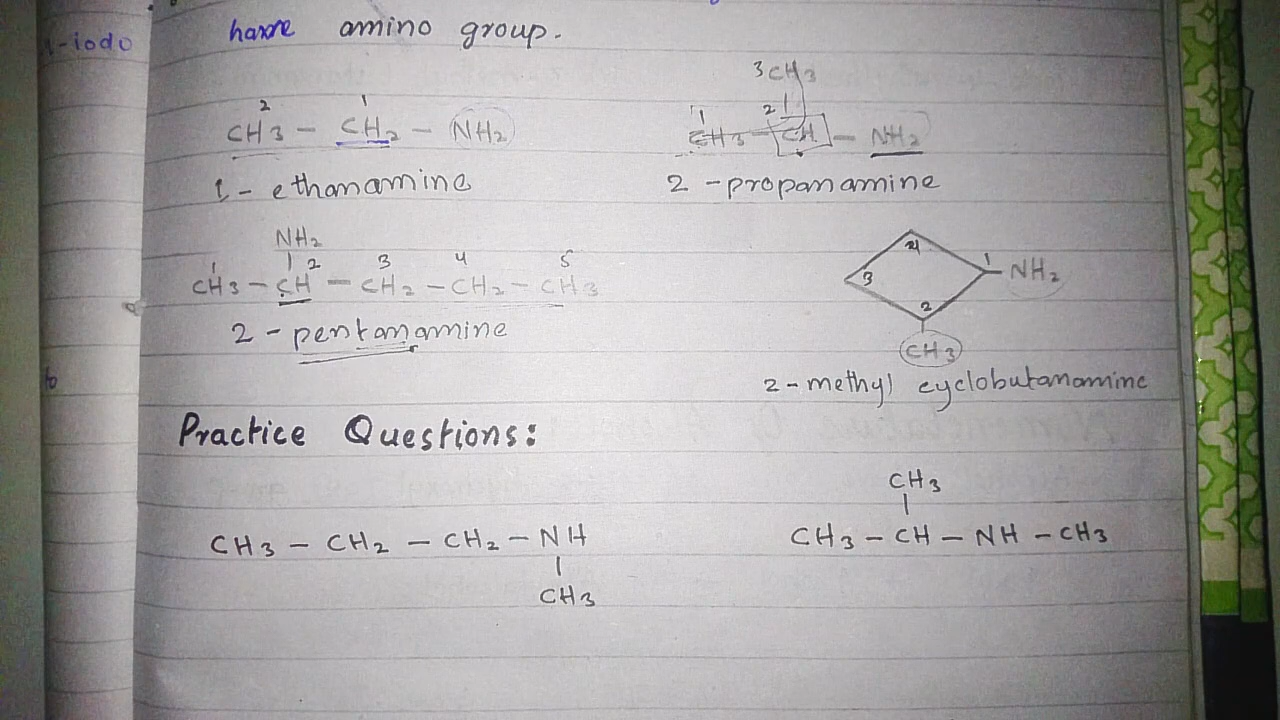 1-iodo
have amino group.
3CH3
2 1
CH3 - CH2 - NH2
1 2
CH3 - CH - NH2
1 - ethanamine
2 - propanamine
NH2
1 2 3 4 5
CH3 - CH - CH2 - CH2 - CH3
4
3
1
NH2
2
CH3
2 - pentanamine
to
2 - methyl cyclobutanamine
Practice Questions:
CH3
CH3 - CH2 - CH2 - NH
CH3 - CH - NH - CH3
CH3